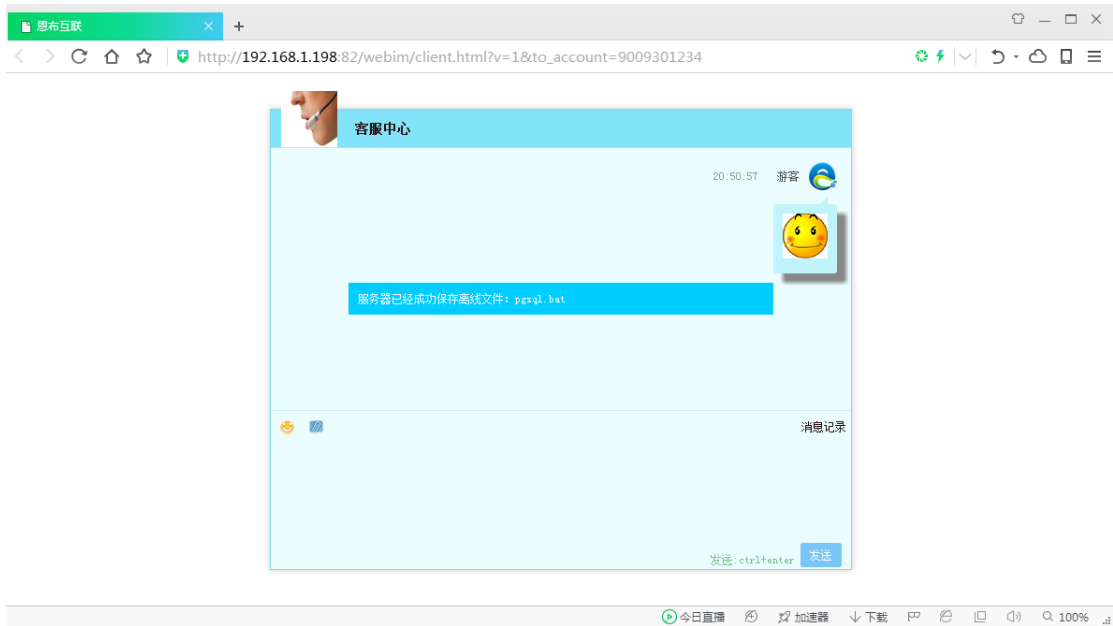 恩布互联
http://192.168.1.198:82/webim/client.html?v=1&to_account=9009301234
客服中心
20:50:57 游客
服务器已经成功保存离线文件：pgsql.bat
消息记录
发送:ctrl+enter 发送
今日直播 加速器 下载 100%